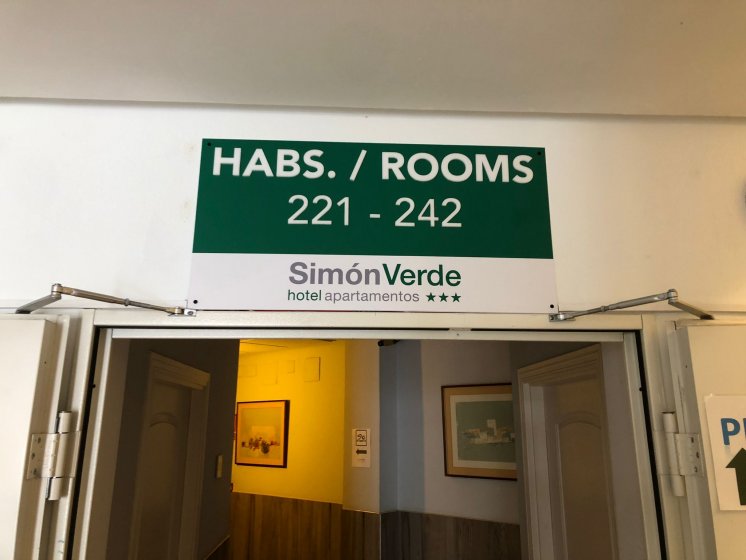 HABS. / ROOMS
221 - 242
SimónVerde
hotel apartamentos ★★★